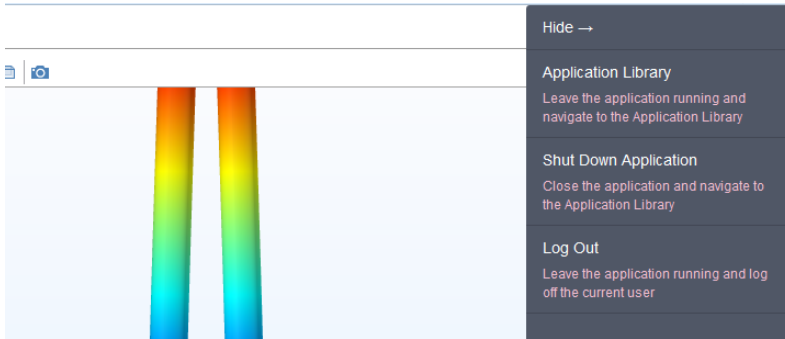 Hide →
Application Library
Leave the application running and
navigate to the Application Library
Shut Down Application
Close the application and navigate to
the Application Library
Log Out
Leave the application running and log
off the current user